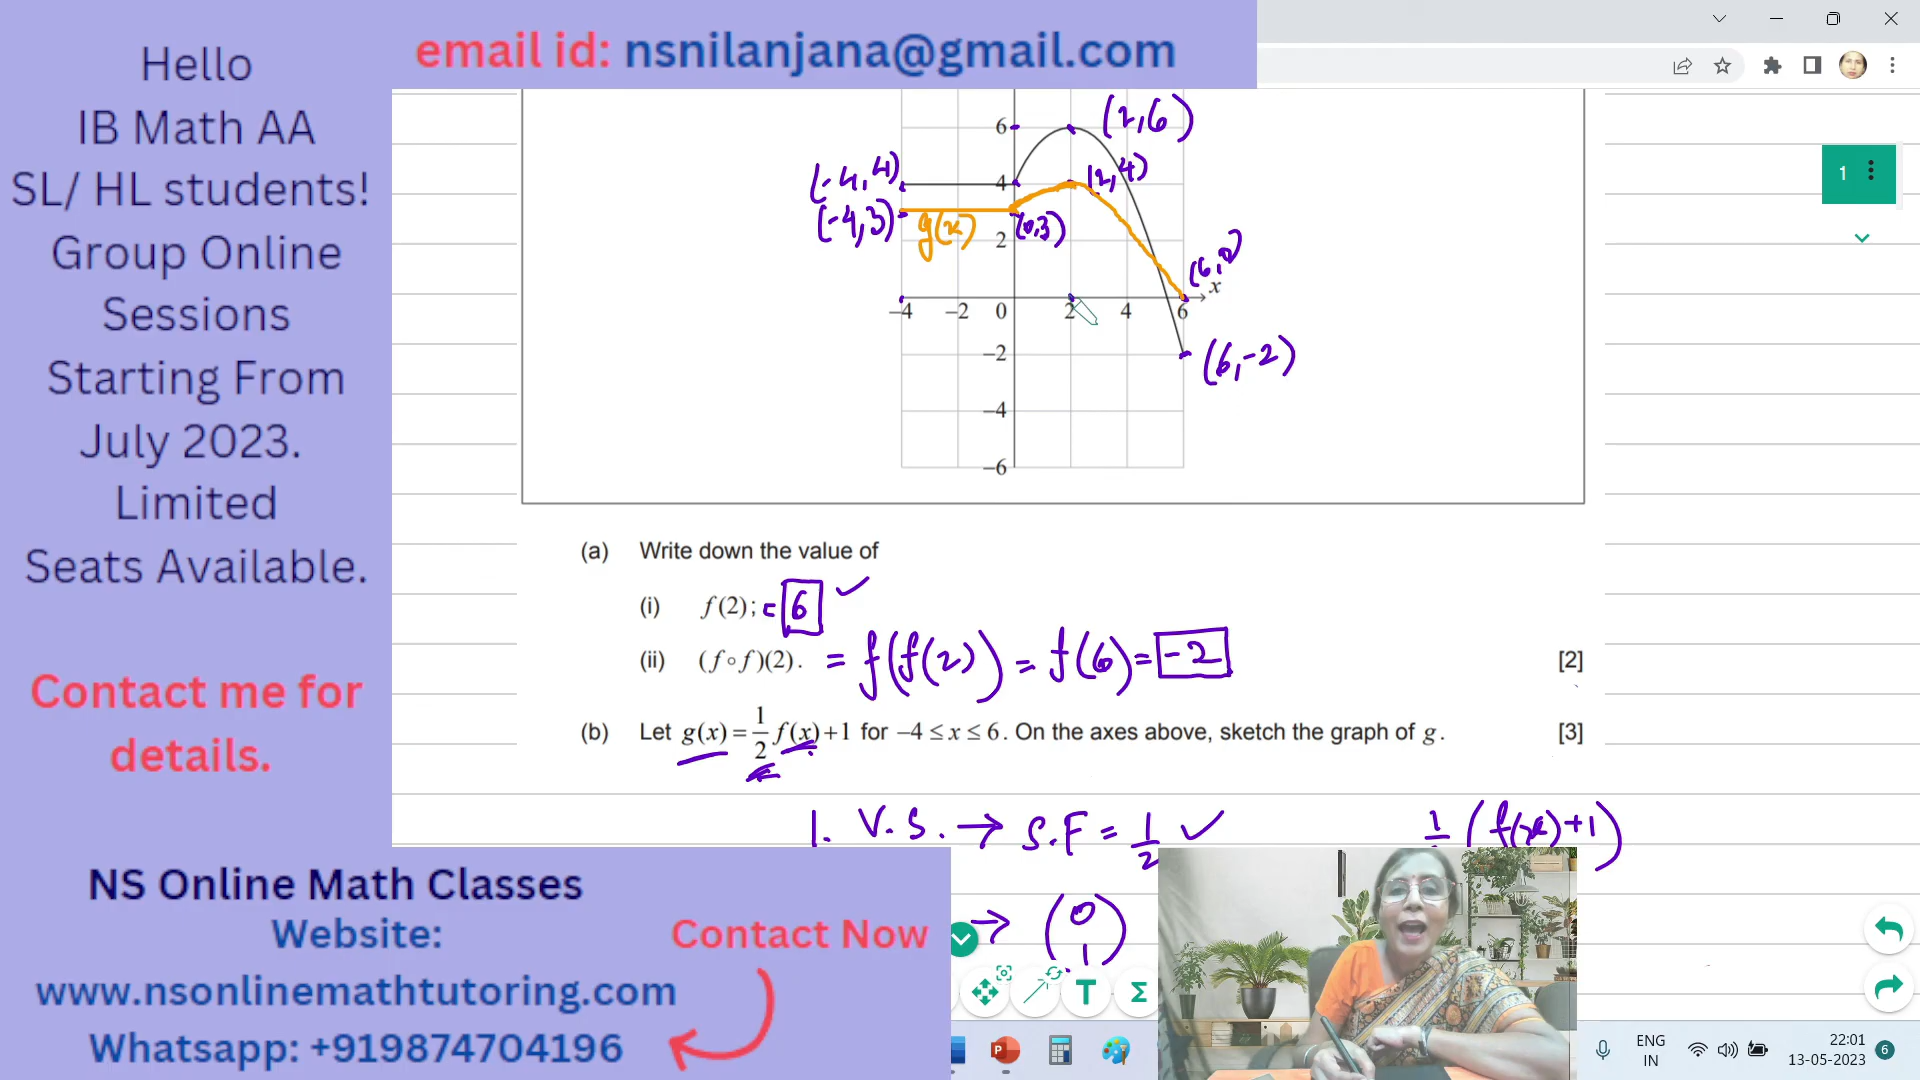 Hello
IB Math AA
SL/ HL students!
Group Online
Sessions
Starting From
July 2023.
Limited
Seats Available.
Contact me for
details.
email id: nsnilanjana@gmail.com
6
(2,6)
(-4,4)
4
(2,4)
(-4,3)
g(x)
(0,3)
2
(6,0)
x
-4 -2 0 2 4 6
-2
(6,-2)
-4
-6
1
(a) Write down the value of
(i) f(2); = 6 ✓
(ii) (f∘f)(2). = f(f(2)) = f(6) = -2 [2]
(b) Let g(x) = 1/2 f(x)+1 for -4 ≤ x ≤ 6. On the axes above, sketch the graph of g. [3]
1. V.S. → S.F = 1/2 ✓
(f(x)+1)
→ (0 1)
NS Online Math Classes
Website:
Contact Now
www.nsonlinemathtutoring.com
Whatsapp: +919874704196
T Σ
ENG
IN
22:01
13-05-2023
6